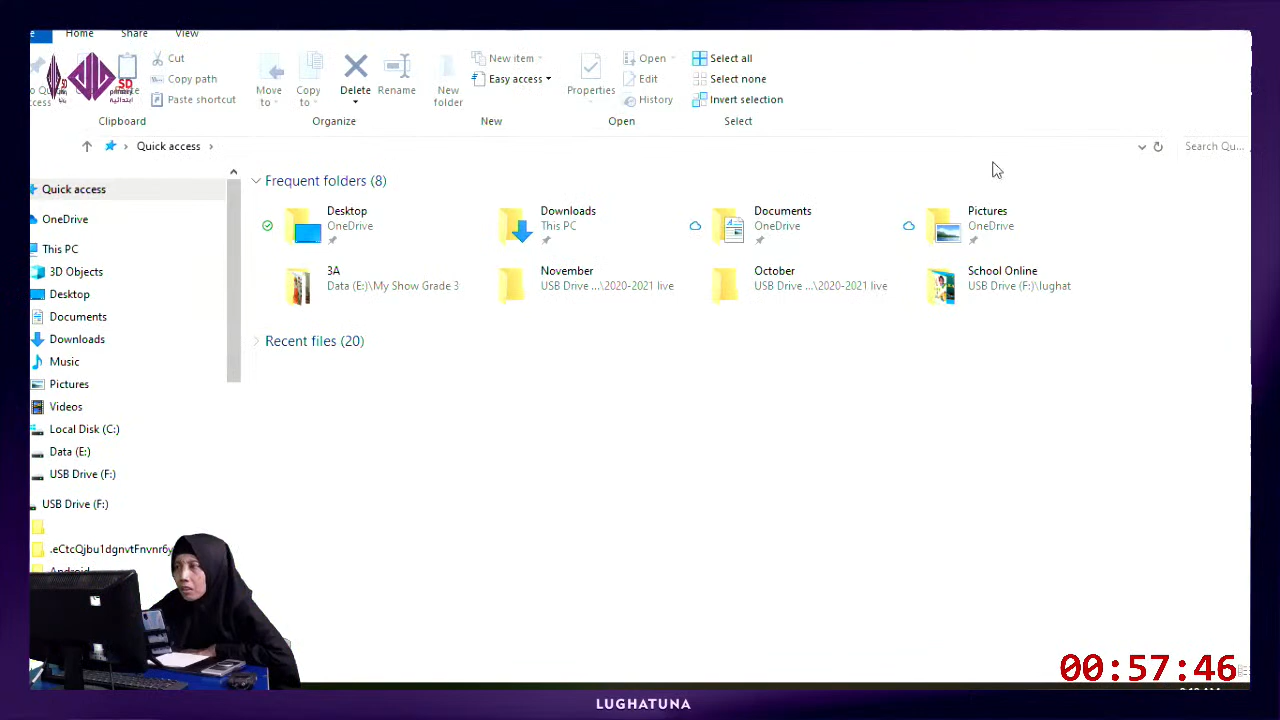 Home Share View
Cut
Copy path
Paste shortcut
Clipboard
Move to
Copy to
Delete
Rename
Organize
New folder
New item
Easy access
New
Properties
Open
Edit
History
Open
Select all
Select none
Invert selection
Select
SD
primary
ابتدائية
Quick access
Search Qu...
Quick access
OneDrive
This PC
3D Objects
Desktop
Documents
Downloads
Music
Pictures
Videos
Local Disk (C:)
Data (E:)
USB Drive (F:)
USB Drive (F:)
.eCtcQjbu1dgnvtFnvnr6y
Android
Frequent folders (8)
Desktop
OneDrive
Downloads
This PC
Documents
OneDrive
Pictures
OneDrive
3A
Data (E:)\My Show Grade 3
November
USB Drive ...\2020-2021 live
October
USB Drive ...\2020-2021 live
School Online
USB Drive (F:)\lughat
Recent files (20)
00:57:46
LUGHATUNA